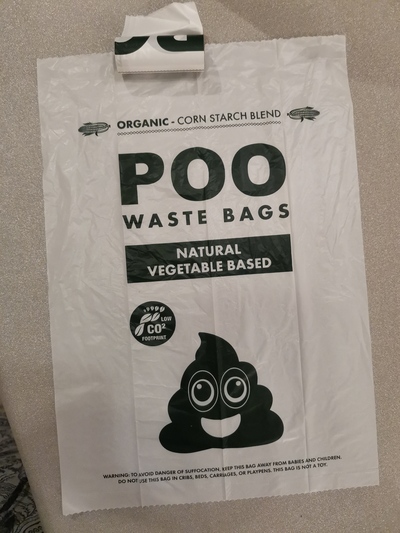 ORGANIC - CORN STARCH BLEND
POO
WASTE BAGS
NATURAL
VEGETABLE BASED
LOW
CO2
FOOTPRINT
WARNING: TO AVOID DANGER OF SUFFOCATION, KEEP THIS BAG AWAY FROM BABIES AND CHILDREN.
DO NOT USE THIS BAG IN CRIBS, BEDS, CARRIAGES, OR PLAYPENS. THIS BAG IS NOT A TOY.